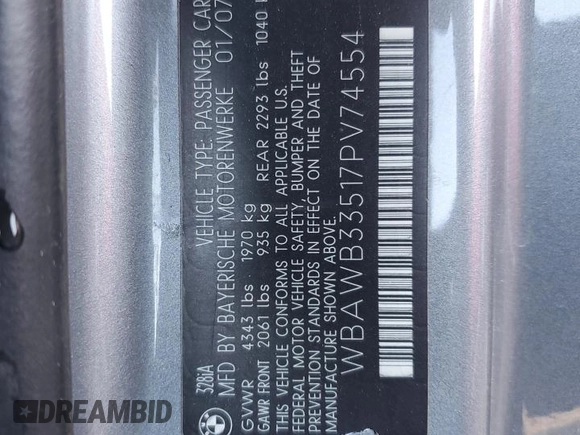 328iA
VEHICLE TYPE: PASSENGER CAR
MFD BY BAYERISCHE MOTORENWERKE 01/07
GVWR 4343 lbs 1970 kg
GAWR FRONT 2061 lbs 935 kg REAR 2293 lbs 1040 k
THIS VEHICLE CONFORMS TO ALL APPLICABLE U.S.
FEDERAL MOTOR VEHICLE SAFETY, BUMPER AND THEFT
PREVENTION STANDARDS IN EFFECT ON THE DATE OF
MANUFACTURE SHOWN ABOVE.
WBAWB33517PV74554
BMW
DREAMBID